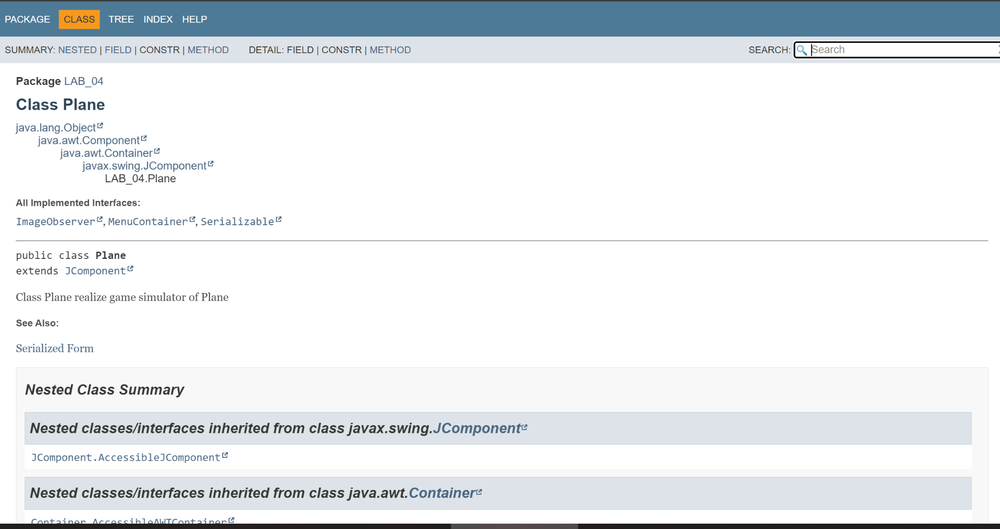 PACKAGE CLASS TREE INDEX HELP
SUMMARY: NESTED | FIELD | CONSTR | METHOD DETAIL: FIELD | CONSTR | METHOD SEARCH: Search
Package LAB_04
Class Plane
java.lang.Object
java.awt.Component
java.awt.Container
javax.swing.JComponent
LAB_04.Plane
All Implemented Interfaces:
ImageObserver, MenuContainer, Serializable
public class Plane
extends JComponent
Class Plane realize game simulator of Plane
See Also:
Serialized Form
Nested Class Summary
Nested classes/interfaces inherited from class javax.swing.JComponent
JComponent.AccessibleJComponent
Nested classes/interfaces inherited from class java.awt.Container
Container.AccessibleAWTContainer